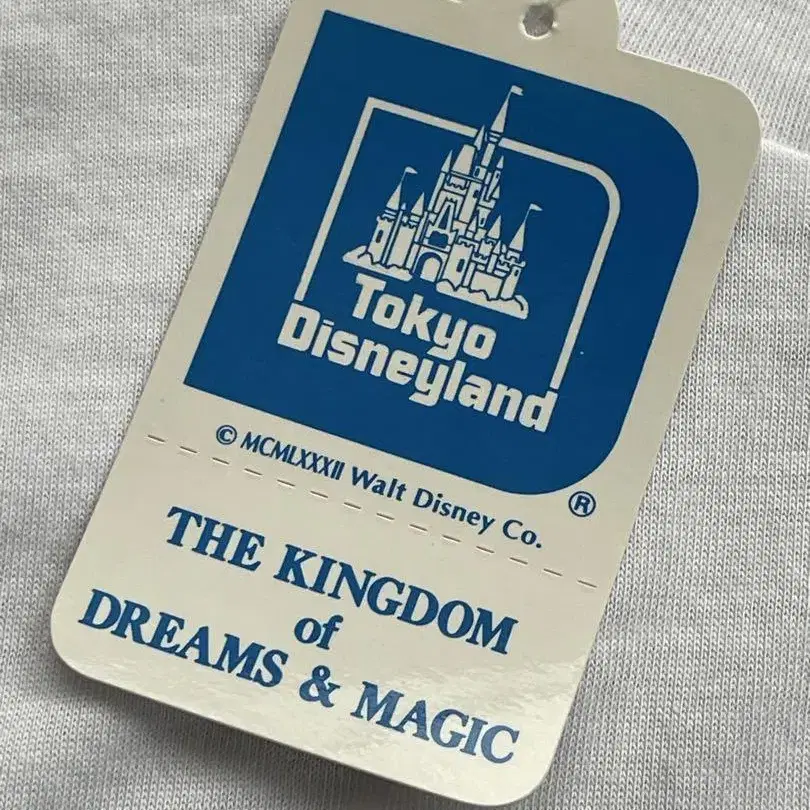 Tokyo
Disneyland
®
© MCMLXXXII Walt Disney Co.
THE KINGDOM
of
DREAMS & MAGIC